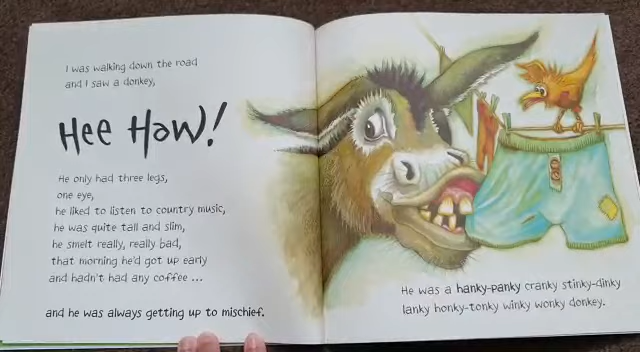 I was walking down the road
and I saw a donkey,
Hee Haw!
He only had three legs,
one eye,
he liked to listen to country music,
he was quite tall and slim,
he smelt really, really bad,
that morning he'd got up early
and hadn't had any coffee ...
and he was always getting up to mischief.
He was a hanky-panky cranky stinky-dinky
lanky honky-tonky winky wonky donkey.